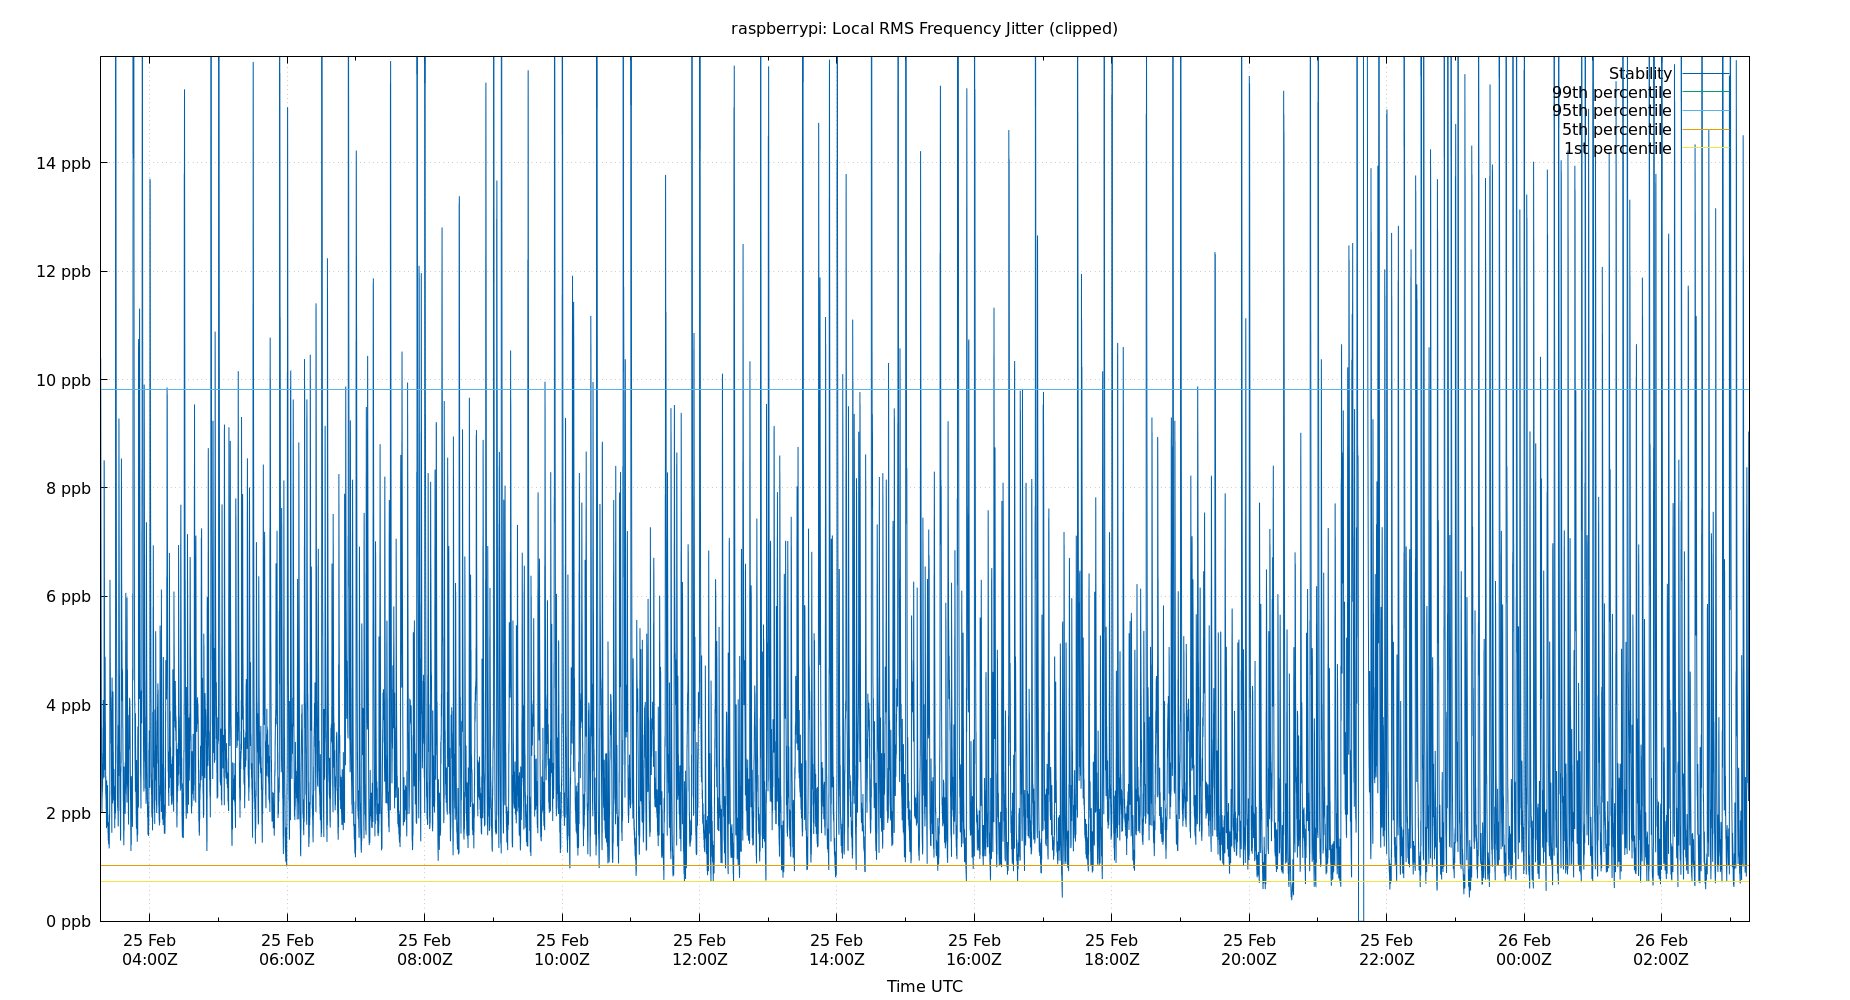 raspberrypi: Local RMS Frequency Jitter (clipped)
Stability
99th percentile
95th percentile
5th percentile
1st percentile
14 ppb
12 ppb
10 ppb
8 ppb
6 ppb
4 ppb
2 ppb
0 ppb
25 Feb 25 Feb 25 Feb 25 Feb 25 Feb 25 Feb 25 Feb 25 Feb 25 Feb 25 Feb 26 Feb 26 Feb
04:00Z 06:00Z 08:00Z 10:00Z 12:00Z 14:00Z 16:00Z 18:00Z 20:00Z 22:00Z 00:00Z 02:00Z
Time UTC